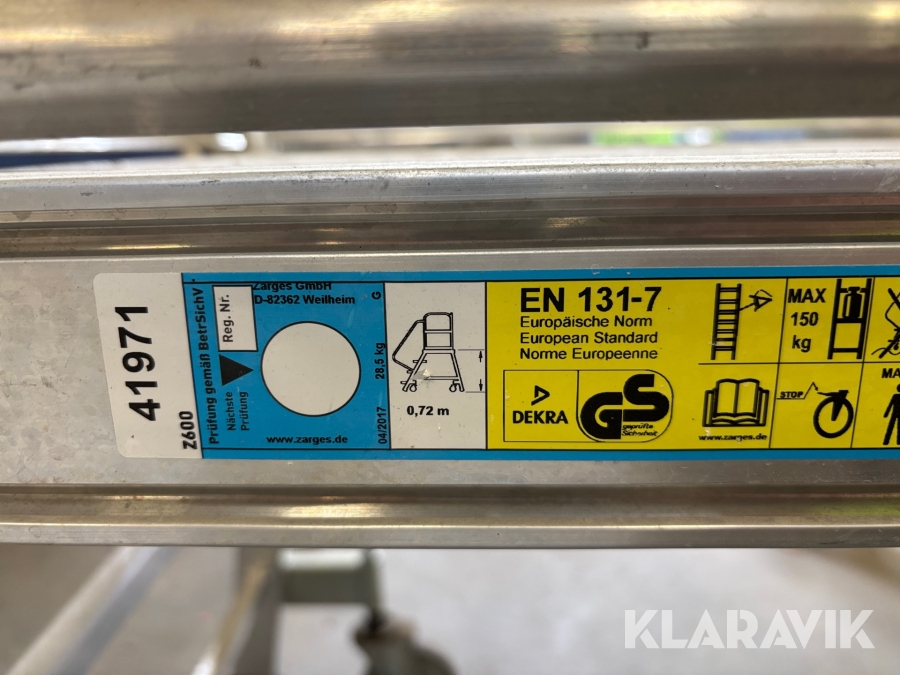 41971
Z600
Prüfung gemäß BetrSichV.
Nächste
Prüfung
Reg. Nr.
Zarges GmbH
D-82362 Weilheim
www.zarges.de
G
28,5 kg
04/2017
0,72 m
EN 131-7
Europäische Norm
European Standard
Norme Europeenne
DEKRA
GS
geprüfte
Sicherheit
www.zarges.de
MAX
150
kg
STOP
MA
KLARAVIK